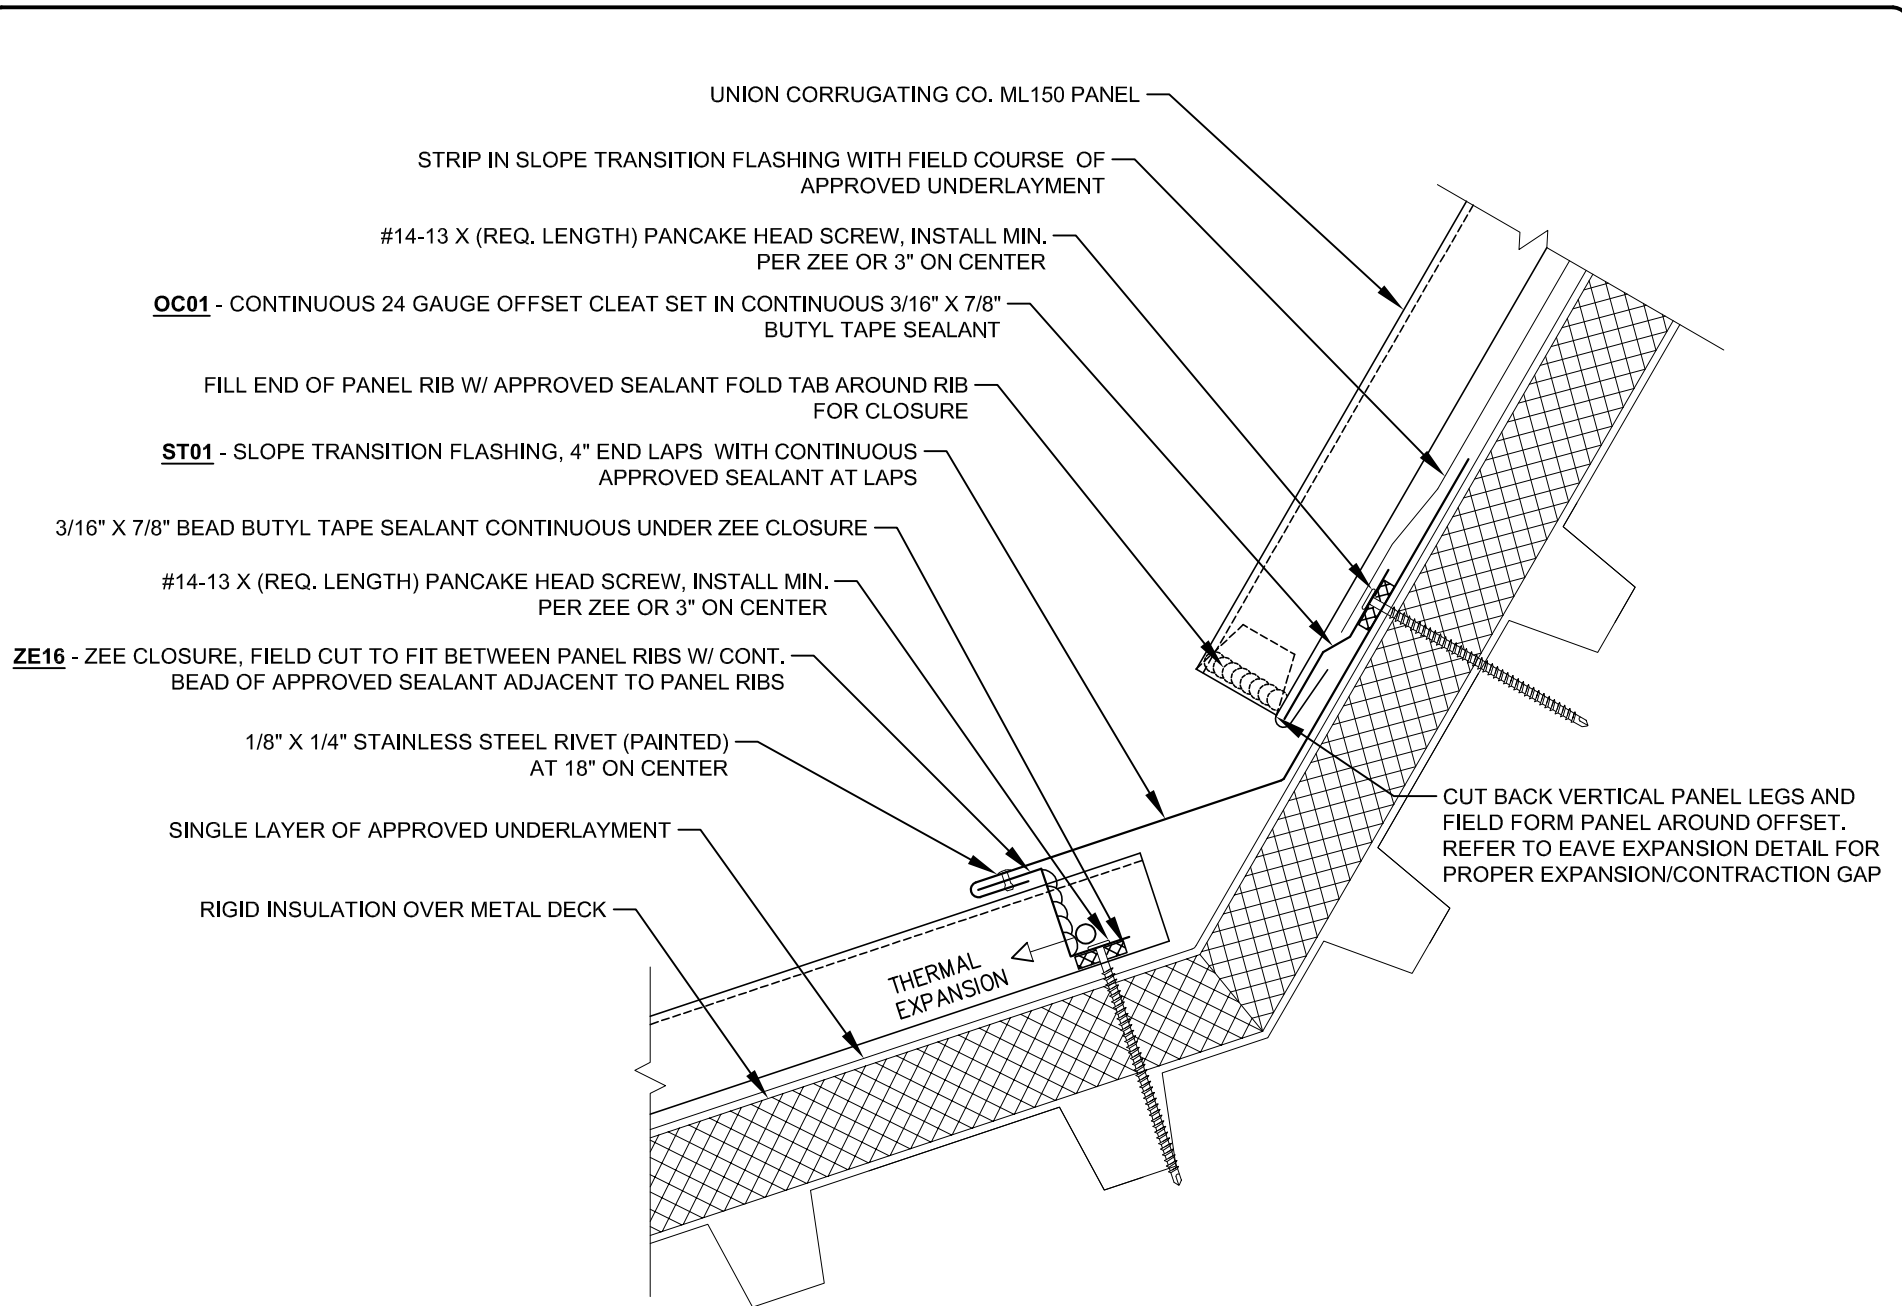 UNION CORRUGATING CO. ML150 PANEL
STRIP IN SLOPE TRANSITION FLASHING WITH FIELD COURSE OF
APPROVED UNDERLAYMENT
#14-13 X (REQ. LENGTH) PANCAKE HEAD SCREW, INSTALL MIN.
PER ZEE OR 3" ON CENTER
OC01 - CONTINUOUS 24 GAUGE OFFSET CLEAT SET IN CONTINUOUS 3/16" X 7/8"
BUTYL TAPE SEALANT
FILL END OF PANEL RIB W/ APPROVED SEALANT FOLD TAB AROUND RIB
FOR CLOSURE
ST01 - SLOPE TRANSITION FLASHING, 4" END LAPS WITH CONTINUOUS
APPROVED SEALANT AT LAPS
3/16" X 7/8" BEAD BUTYL TAPE SEALANT CONTINUOUS UNDER ZEE CLOSURE
#14-13 X (REQ. LENGTH) PANCAKE HEAD SCREW, INSTALL MIN.
PER ZEE OR 3" ON CENTER
ZE16 - ZEE CLOSURE, FIELD CUT TO FIT BETWEEN PANEL RIBS W/ CONT.
BEAD OF APPROVED SEALANT ADJACENT TO PANEL RIBS
1/8" X 1/4" STAINLESS STEEL RIVET (PAINTED)
AT 18" ON CENTER
SINGLE LAYER OF APPROVED UNDERLAYMENT
RIGID INSULATION OVER METAL DECK
CUT BACK VERTICAL PANEL LEGS AND
FIELD FORM PANEL AROUND OFFSET.
REFER TO EAVE EXPANSION DETAIL FOR
PROPER EXPANSION/CONTRACTION GAP
THERMAL
EXPANSION